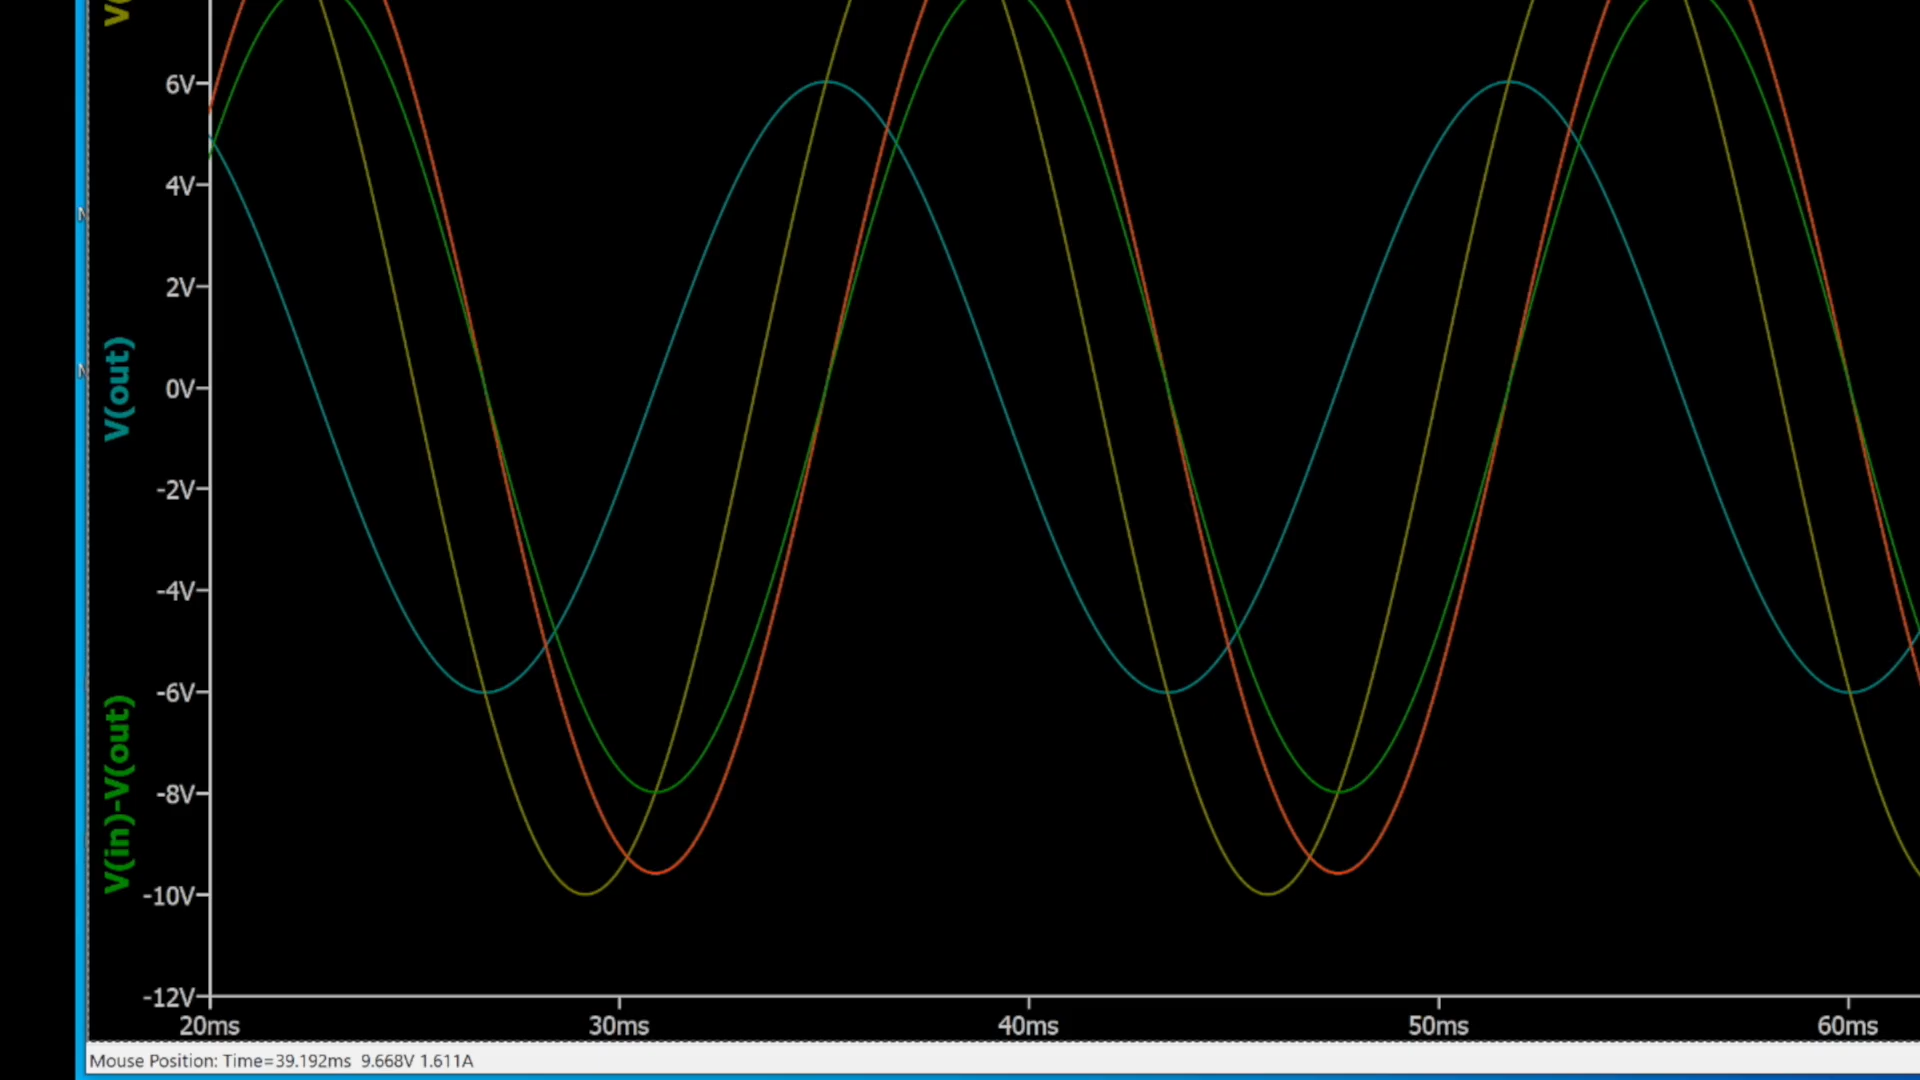 V(
6V
4V
2V
0V
-2V
-4V
-6V
-8V
-10V
-12V
V(out)
V(in)-V(out)
N
N
20ms 30ms 40ms 50ms 60ms
Mouse Position: Time=39.192ms 9.668V 1.611A